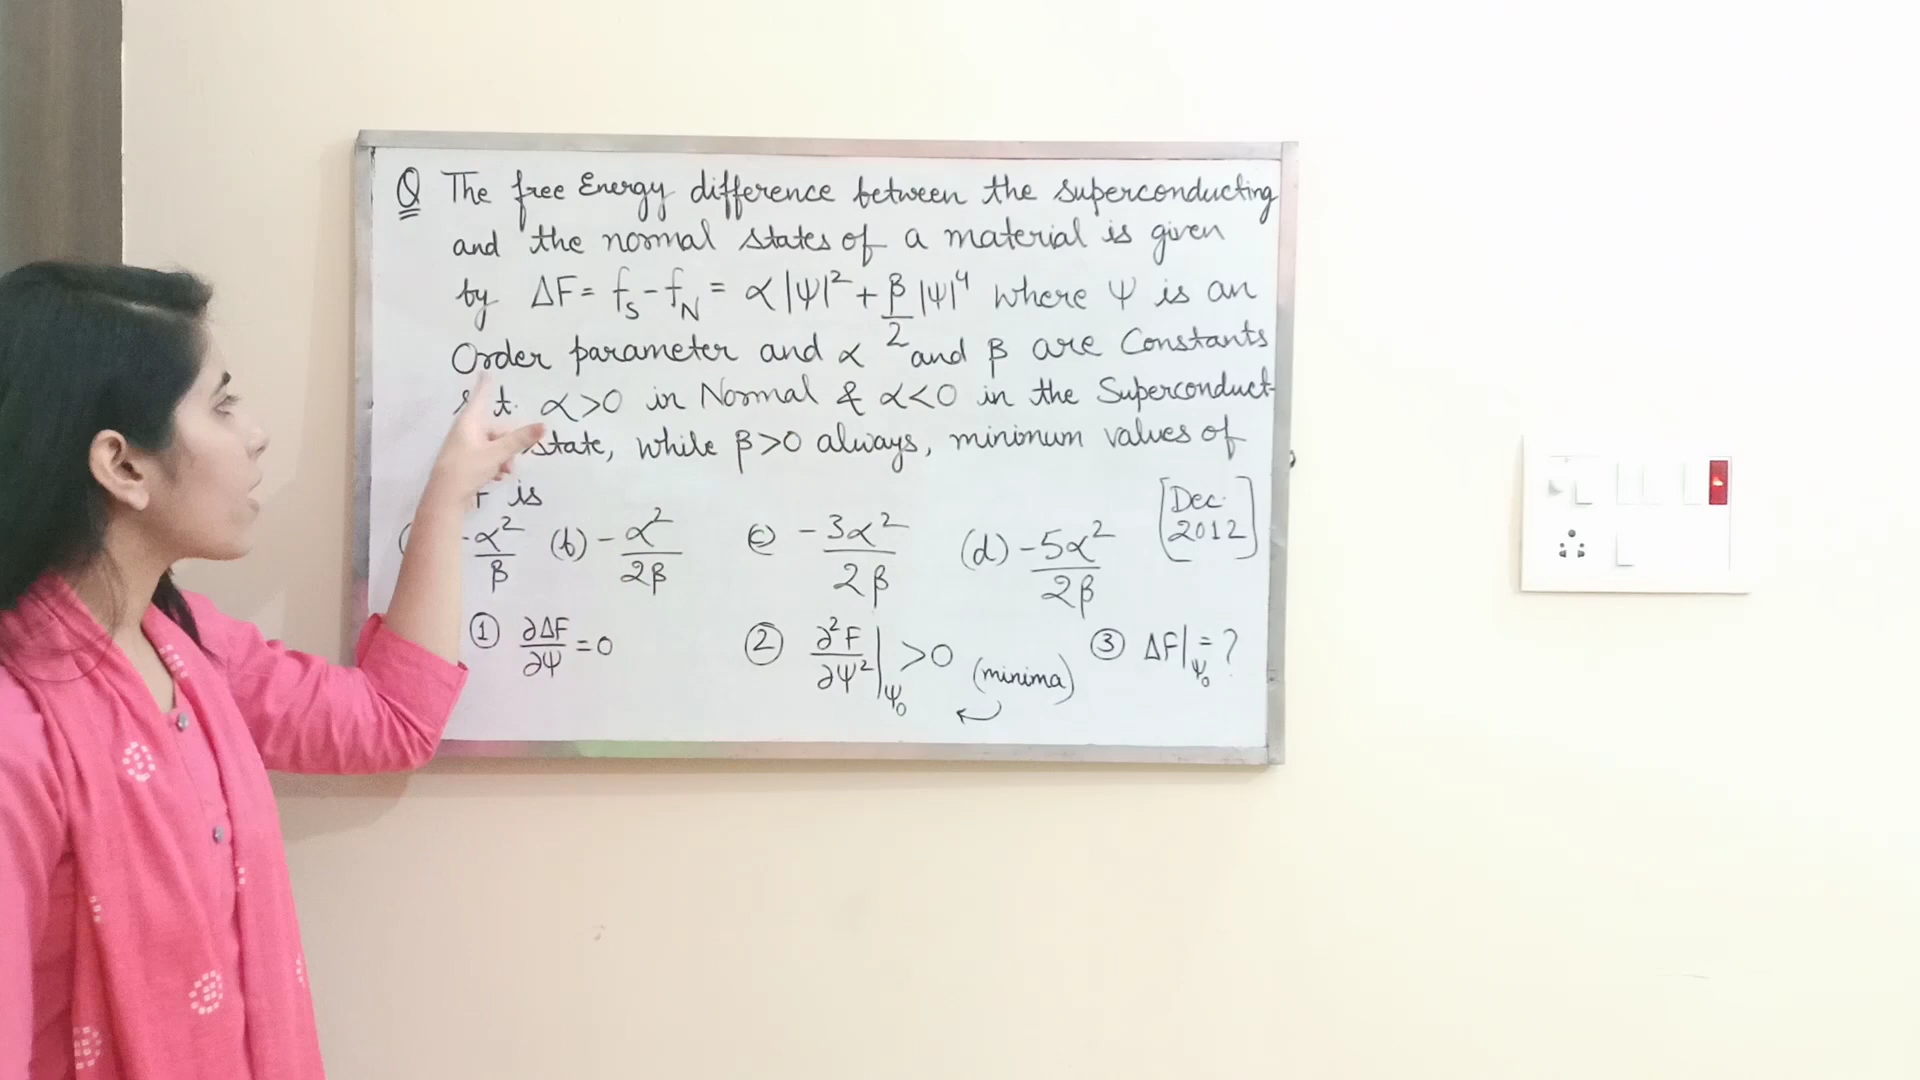 Q The free Energy difference between the superconducting
and the normal states of a material is given
by ΔF = f_S - f_N = α|ψ|² + β/2 |ψ|⁴ where ψ is an
Order parameter and α and β are Constants
s.t. α>0 in Normal & α<0 in the Superconduct-
state, while β>0 always, minimum values of
is
-α²/β (b) -α²/2β (c) -3α²/2β (d) -5α²/2β [Dec. 2012]
① ∂ΔF/∂ψ = 0 ② ∂²F/∂ψ²|ψ₀ > 0 (minima) ③ ΔF|ψ₀ = ?